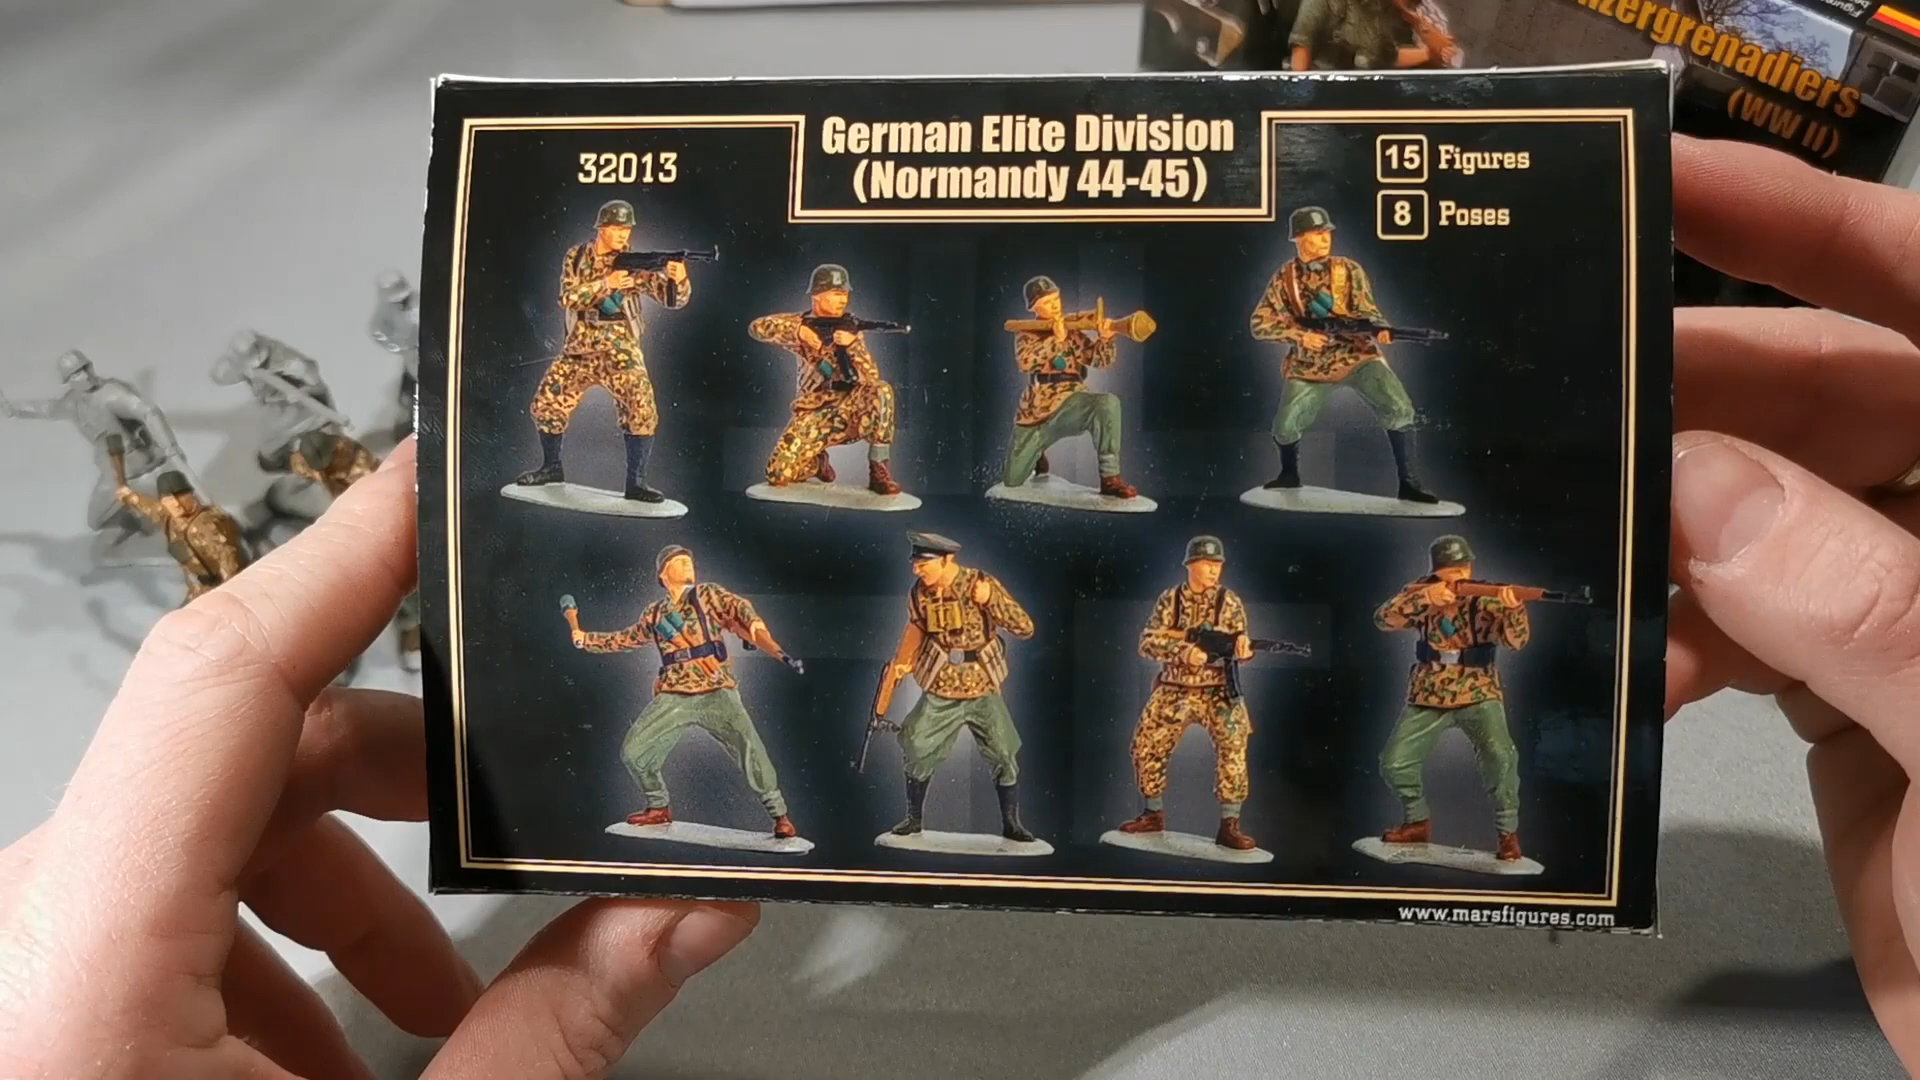 German Elite Division
(Normandy 44-45)
32013
15 Figures
8 Poses
www.marsfigures.com
(WW II)